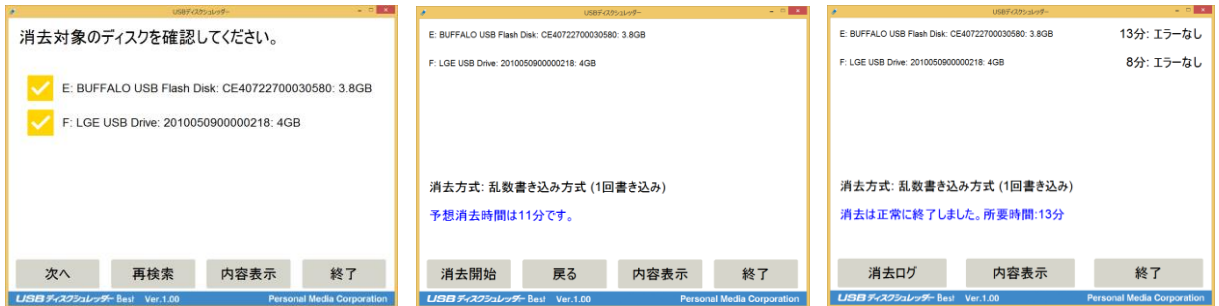 USBディスクシュレッダー
消去対象のディスクを確認してください。
E: BUFFALO USB Flash Disk: CE40722700030580: 3.8GB
F: LGE USB Drive: 2010050900000218: 4GB
次へ 再検索 内容表示 終了
USBディスクシュレッダー Best Ver.1.00 Personal Media Corporation
USBディスクシュレッダー
E: BUFFALO USB Flash Disk: CE40722700030580: 3.8GB
F: LGE USB Drive: 2010050900000218: 4GB
消去方式: 乱数書き込み方式 (1回書き込み)
予想消去時間は11分です。
消去開始 戻る 内容表示 終了
USBディスクシュレッダー Best Ver.1.00 Personal Media Corporation
USBディスクシュレッダー
E: BUFFALO USB Flash Disk: CE40722700030580: 3.8GB 13分: エラーなし
F: LGE USB Drive: 2010050900000218: 4GB 8分: エラーなし
消去方式: 乱数書き込み方式 (1回書き込み)
消去は正常に終了しました。所要時間:13分
消去ログ 内容表示 終了
USBディスクシュレッダー Best Ver.1.00 Personal Media Corporation